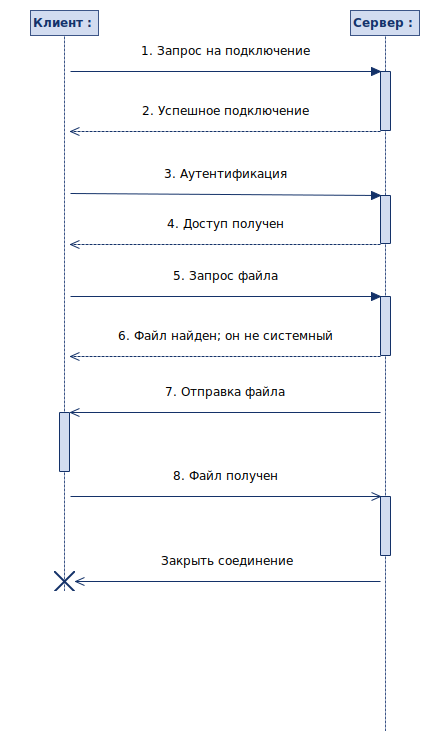 Клиент :
Сервер :
1. Запрос на подключение
2. Успешное подключение
3. Аутентификация
4. Доступ получен
5. Запрос файла
6. Файл найден; он не системный
7. Отправка файла
8. Файл получен
Закрыть соединение